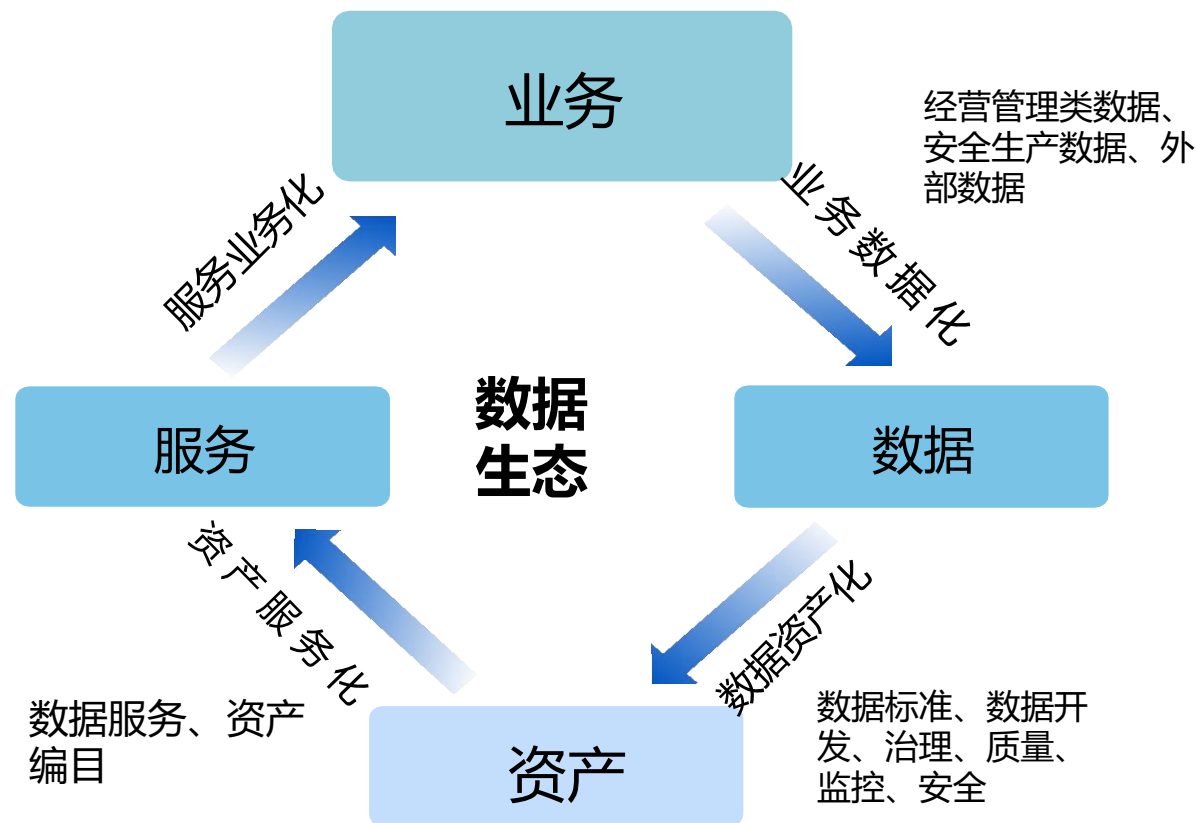 业务
经营管理类数据、
安全生产数据、外
部数据
服务业务化
业务数据化
数据
生态
服务
数据
资产服务化
数据资产化
数据服务、资产
编目
资产
数据标准、数据开
发、治理、质量、
监控、安全